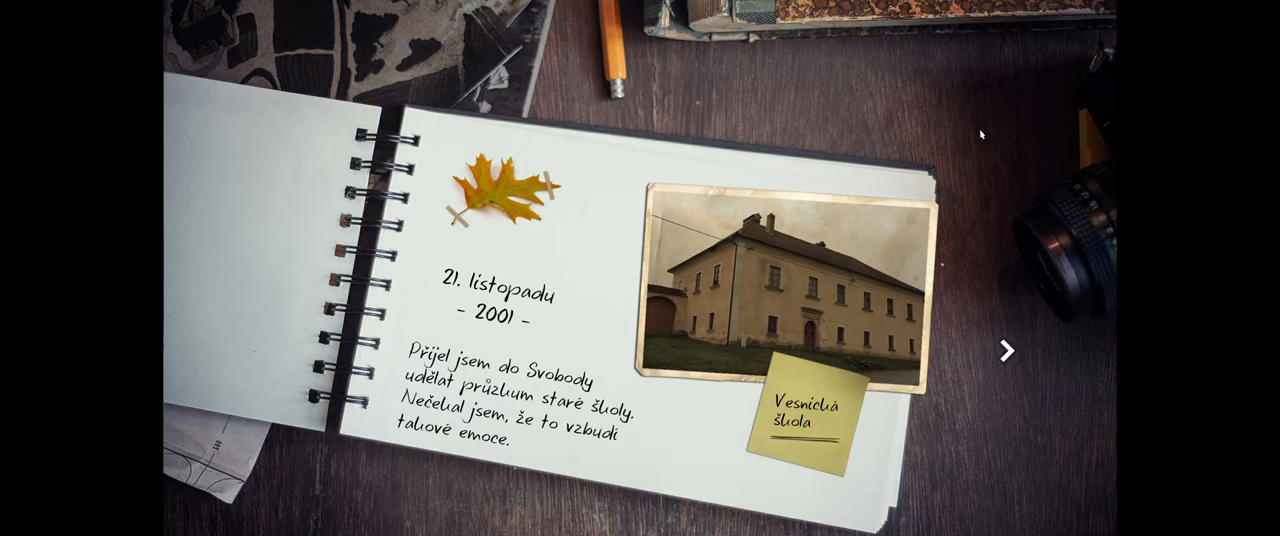 21. listopadu
- 2001 -
Přijel jsem do Svobody
udělat průzkum staré školy.
Nečekal jsem, že to vzbudí
takové emoce.
Vesnická
škola